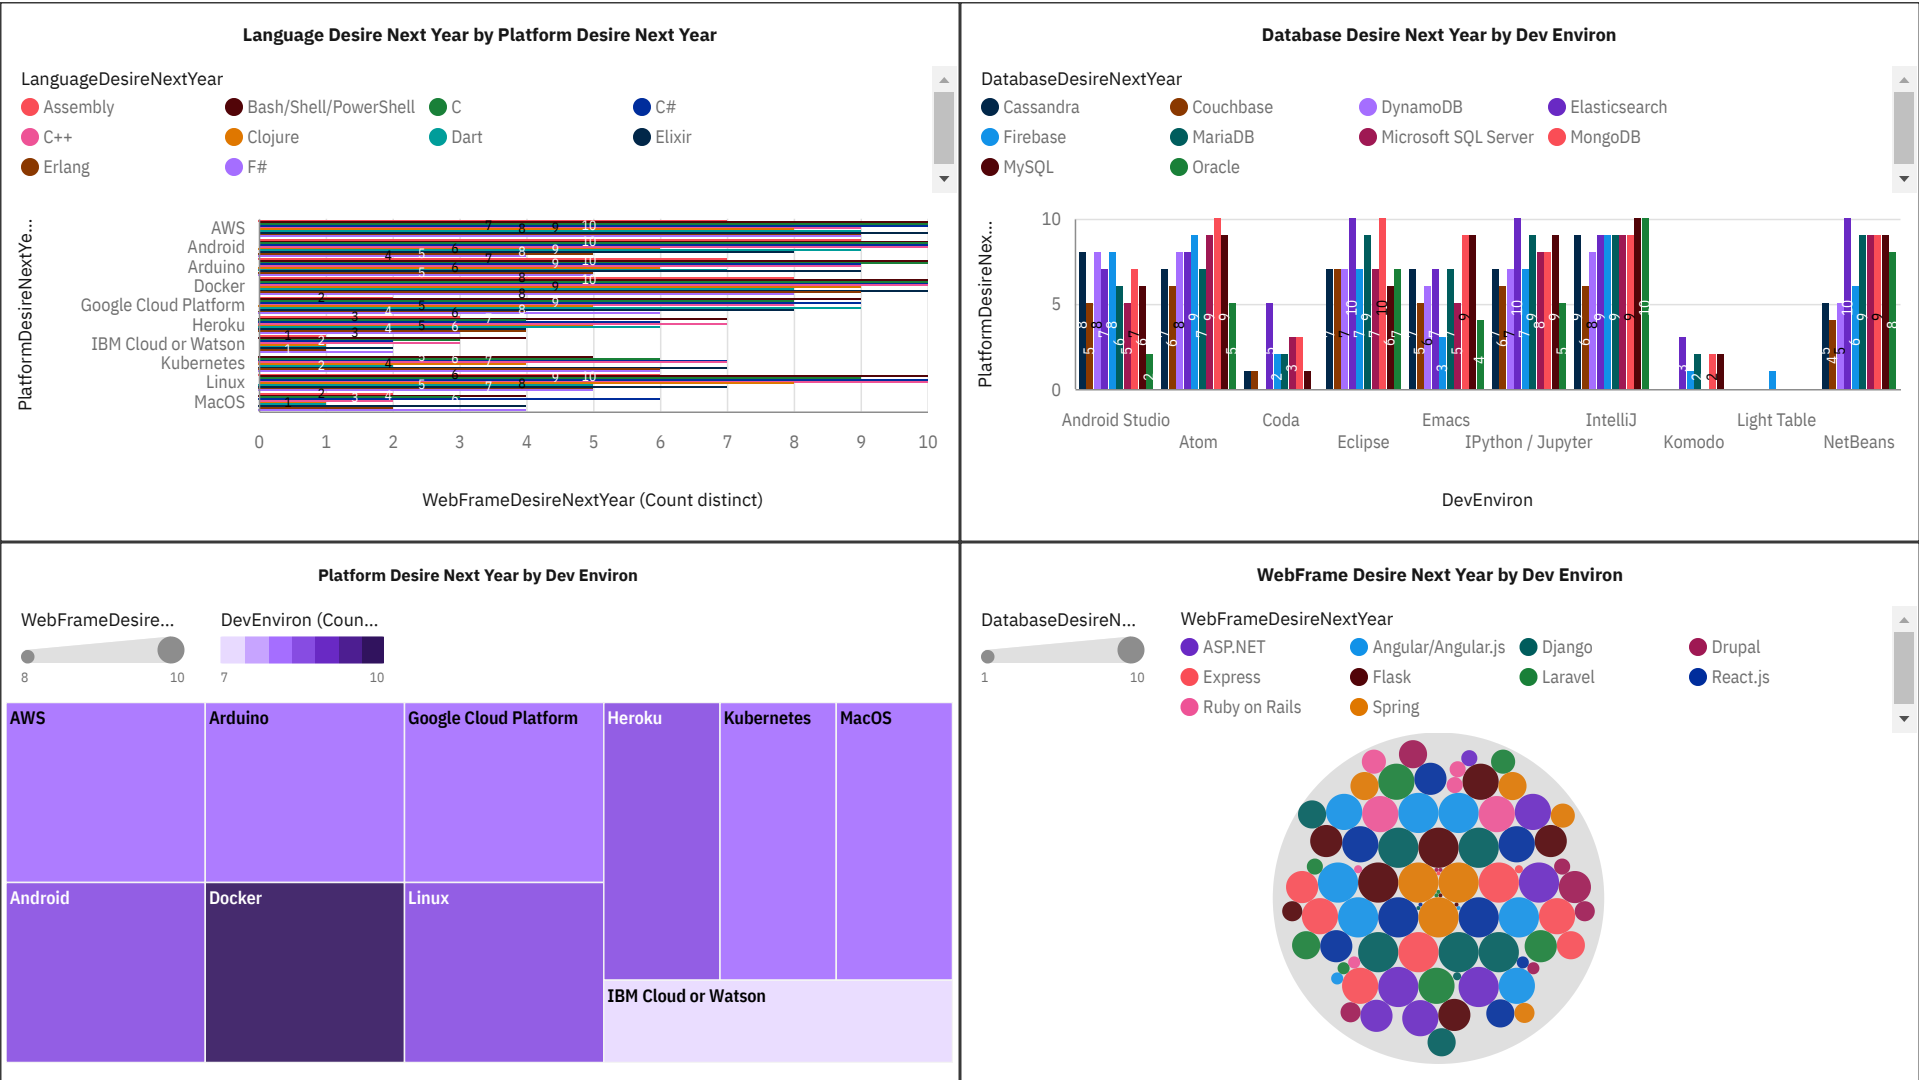 Language Desire Next Year by Platform Desire Next Year
LanguageDesireNextYear
Assembly
Bash/Shell/PowerShell
C
C#
C++
Clojure
Dart
Elixir
Erlang
F#
PlatformDesireNextYe...
AWS
Android
Arduino
Docker
Google Cloud Platform
Heroku
IBM Cloud or Watson
Kubernetes
Linux
MacOS
0 1 2 3 4 5 6 7 8 9 10
WebFrameDesireNextYear (Count distinct)
Database Desire Next Year by Dev Environ
DatabaseDesireNextYear
Cassandra
Couchbase
DynamoDB
Elasticsearch
Firebase
MariaDB
Microsoft SQL Server
MongoDB
MySQL
Oracle
PlatformDesireNex...
10
5
0
Android Studio
Atom
Coda
Eclipse
Emacs
IPython / Jupyter
IntelliJ
Komodo
Light Table
NetBeans
DevEnviron
Platform Desire Next Year by Dev Environ
WebFrameDesire...
8 10
DevEnviron (Coun...
7 10
AWS
Arduino
Google Cloud Platform
Heroku
Kubernetes
MacOS
Android
Docker
Linux
IBM Cloud or Watson
WebFrame Desire Next Year by Dev Environ
DatabaseDesireN...
1 10
WebFrameDesireNextYear
ASP.NET
Angular/Angular.js
Django
Drupal
Express
Flask
Laravel
React.js
Ruby on Rails
Spring